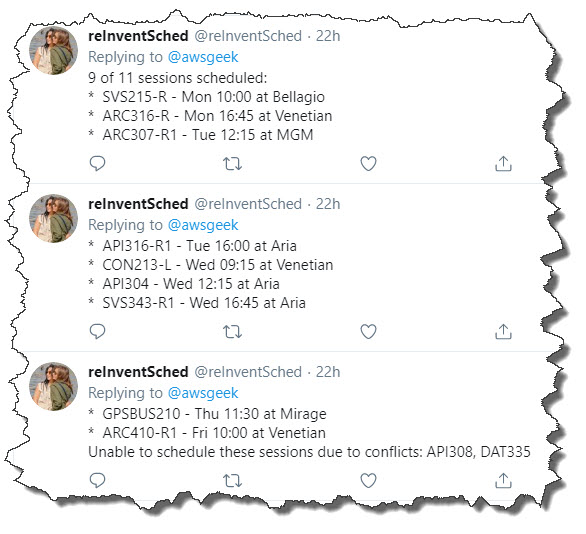 reInventSched @reInventSched · 22h
Replying to @awsgeek
9 of 11 sessions scheduled:
* SVS215-R - Mon 10:00 at Bellagio
* ARC316-R - Mon 16:45 at Venetian
* ARC307-R1 - Tue 12:15 at MGM
reInventSched @reInventSched · 22h
Replying to @awsgeek
* API316-R1 - Tue 16:00 at Aria
* CON213-L - Wed 09:15 at Venetian
* API304 - Wed 12:15 at Aria
* SVS343-R1 - Wed 16:45 at Aria
reInventSched @reInventSched · 22h
Replying to @awsgeek
* GPSBUS210 - Thu 11:30 at Mirage
* ARC410-R1 - Fri 10:00 at Venetian
Unable to schedule these sessions due to conflicts: API308, DAT335